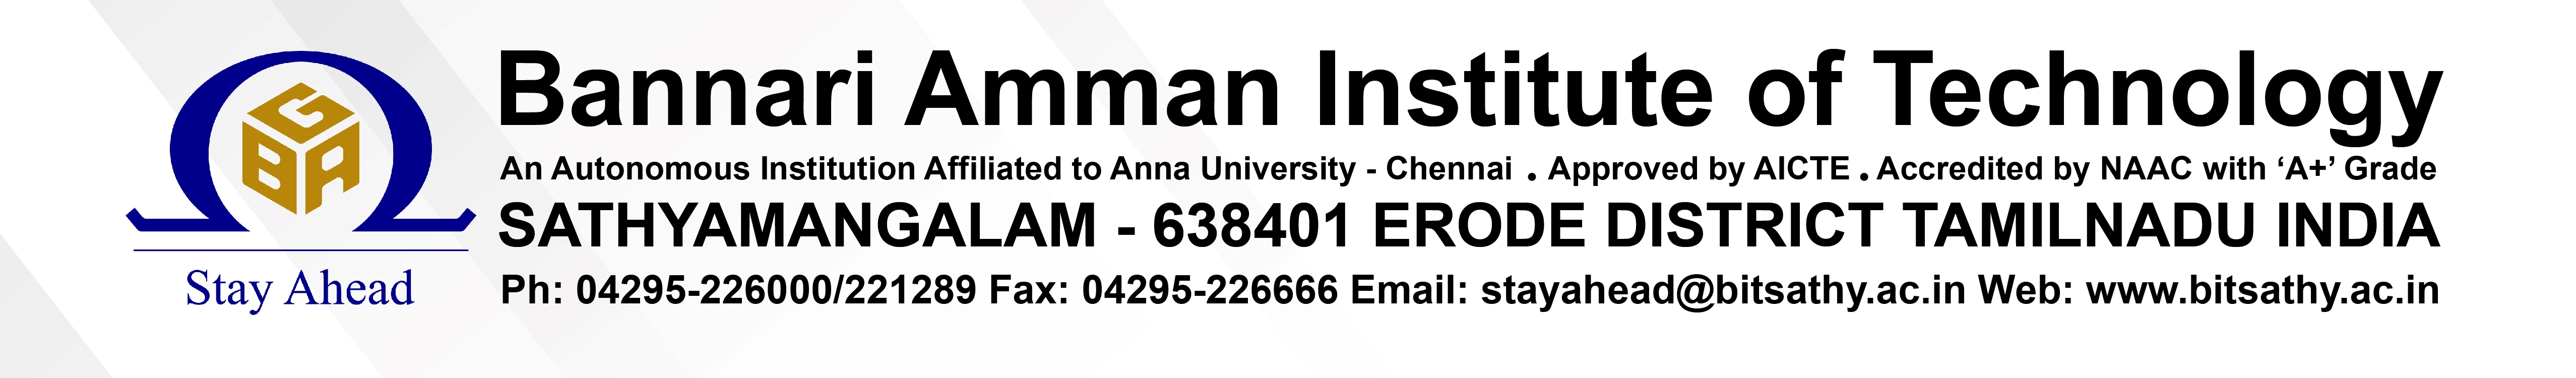 G
B A
Stay Ahead
Bannari Amman Institute of Technology
An Autonomous Institution Affiliated to Anna University - Chennai . Approved by AICTE . Accredited by NAAC with ‘A+’ Grade
SATHYAMANGALAM - 638401 ERODE DISTRICT TAMILNADU INDIA
Ph: 04295-226000/221289 Fax: 04295-226666 Email: stayahead@bitsathy.ac.in Web: www.bitsathy.ac.in